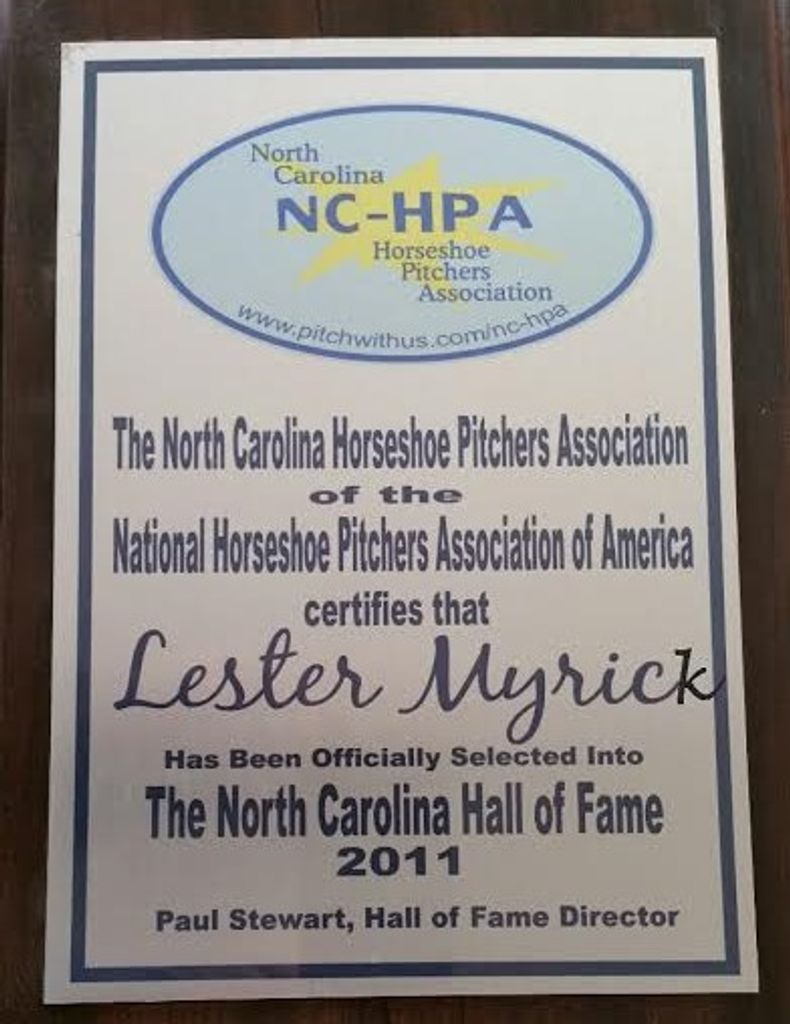 North
Carolina
NC-HPA
Horseshoe
Pitchers
Association
www.pitchwithus.com/nc-hpa
The North Carolina Horseshoe Pitchers Association
of the
National Horseshoe Pitchers Association of America
certifies that
Lester Myrick
Has Been Officially Selected Into
The North Carolina Hall of Fame
2011
Paul Stewart, Hall of Fame Director